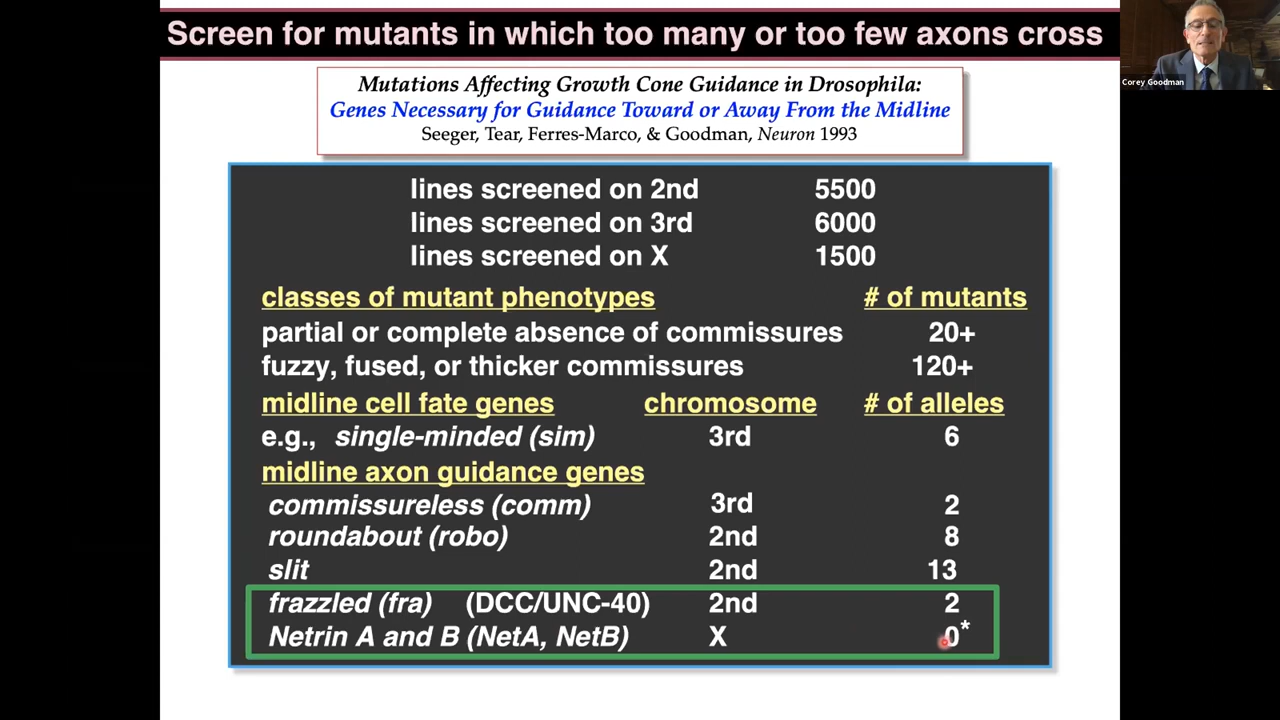 Screen for mutants in which too many or too few axons cross
Corey Goodman
Mutations Affecting Growth Cone Guidance in Drosophila:
Genes Necessary for Guidance Toward or Away From the Midline
Seeger, Tear, Ferres-Marco, & Goodman, Neuron 1993
lines screened on 2nd 5500
lines screened on 3rd 6000
lines screened on X 1500
classes of mutant phenotypes # of mutants
partial or complete absence of commissures 20+
fuzzy, fused, or thicker commissures 120+
midline cell fate genes chromosome # of alleles
e.g., single-minded (sim) 3rd 6
midline axon guidance genes
commissureless (comm) 3rd 2
roundabout (robo) 2nd 8
slit 2nd 13
frazzled (fra) (DCC/UNC-40) 2nd 2
Netrin A and B (NetA, NetB) X 0*